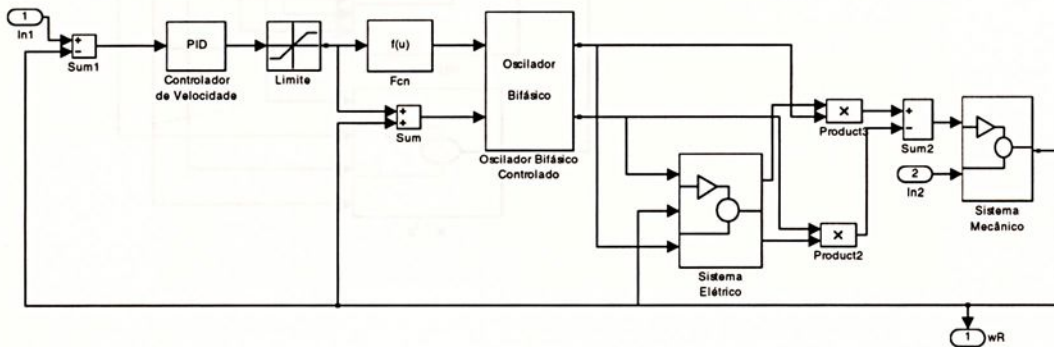 1
In1
+
−
Sum1
PID
Controlador
de Velocidade
Limite
f(u)
Fcn
+
+
Sum
Oscilador
Bifásico
Oscilador Bifásico
Controlado
Sistema
Elétrico
×
Product3
×
Product2
+
−
Sum2
2
In2
Sistema
Mecânico
1
wR